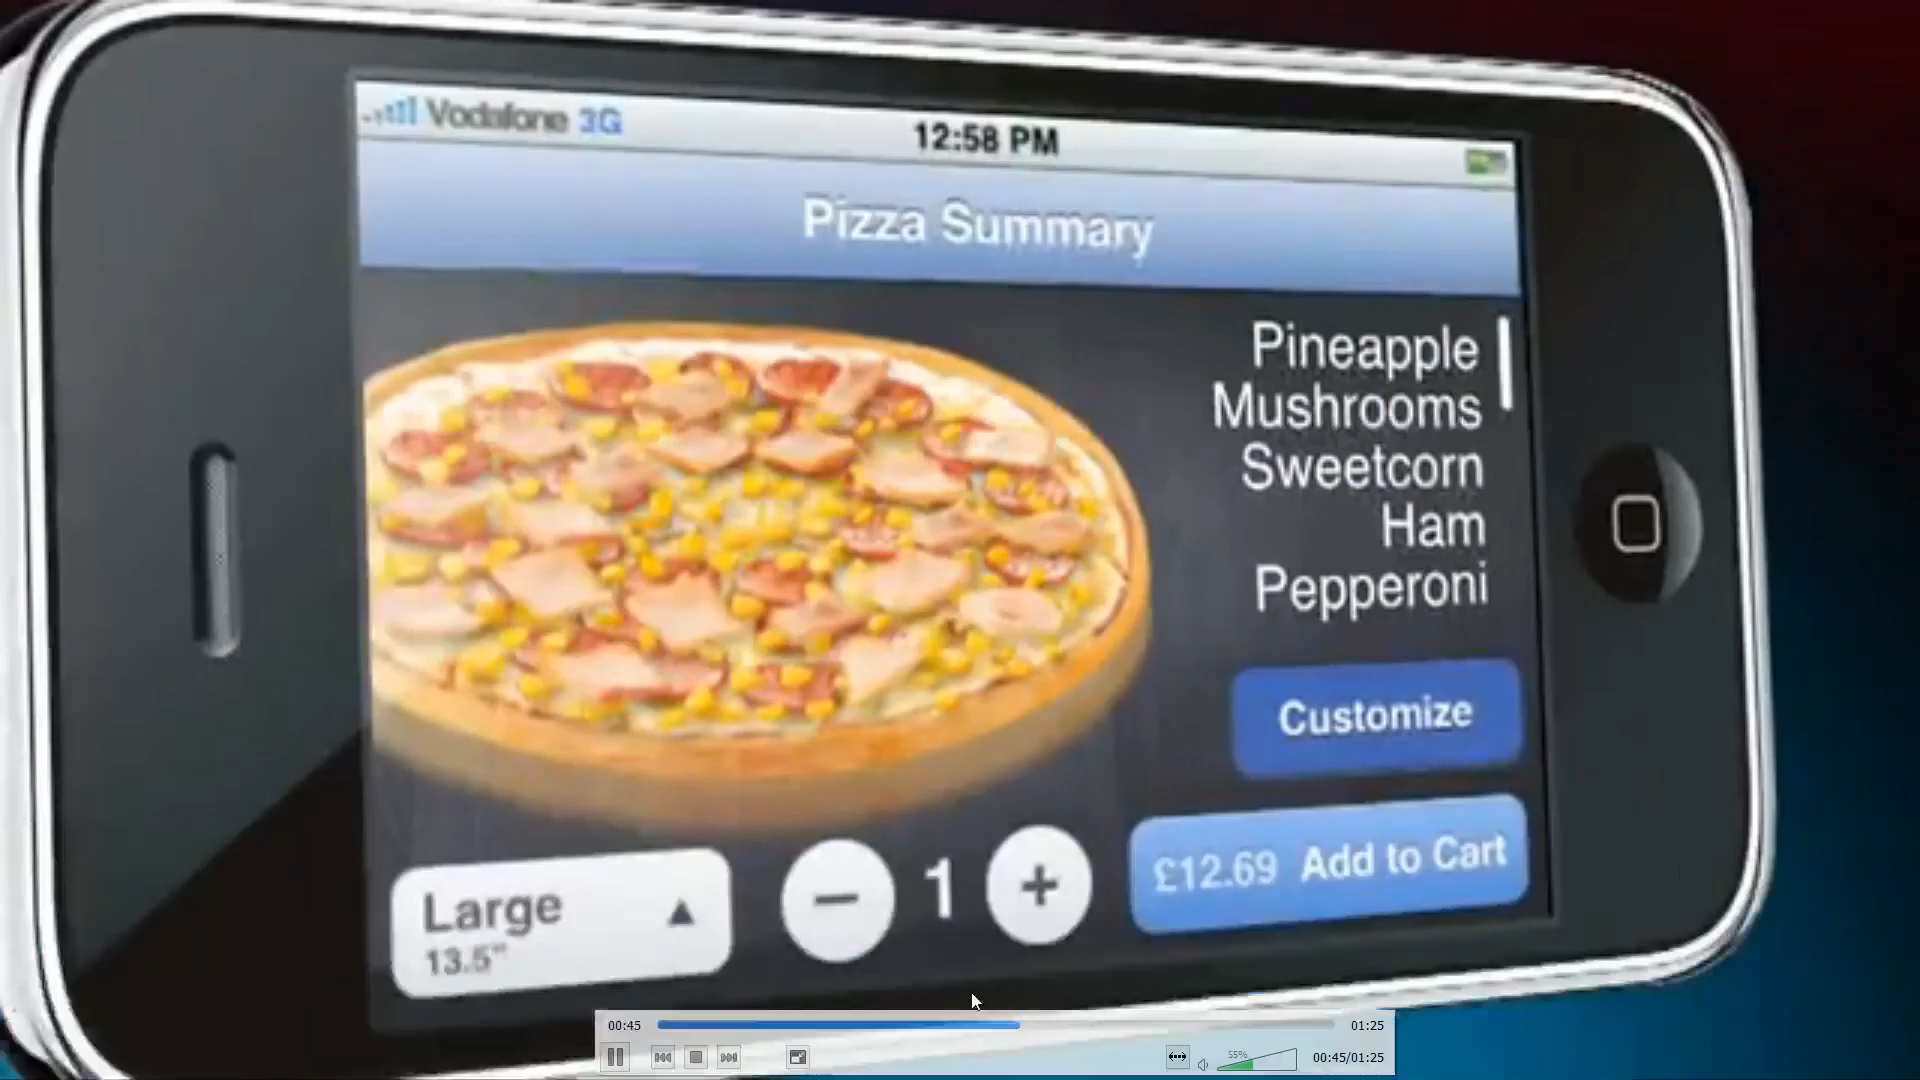 Vodafone 3G
12:58 PM
Pizza Summary
Pineapple
Mushrooms
Sweetcorn
Ham
Pepperoni
Customize
Large
13.5"
1
£12.69 Add to Cart
00:45
01:25
55%
00:45/01:25